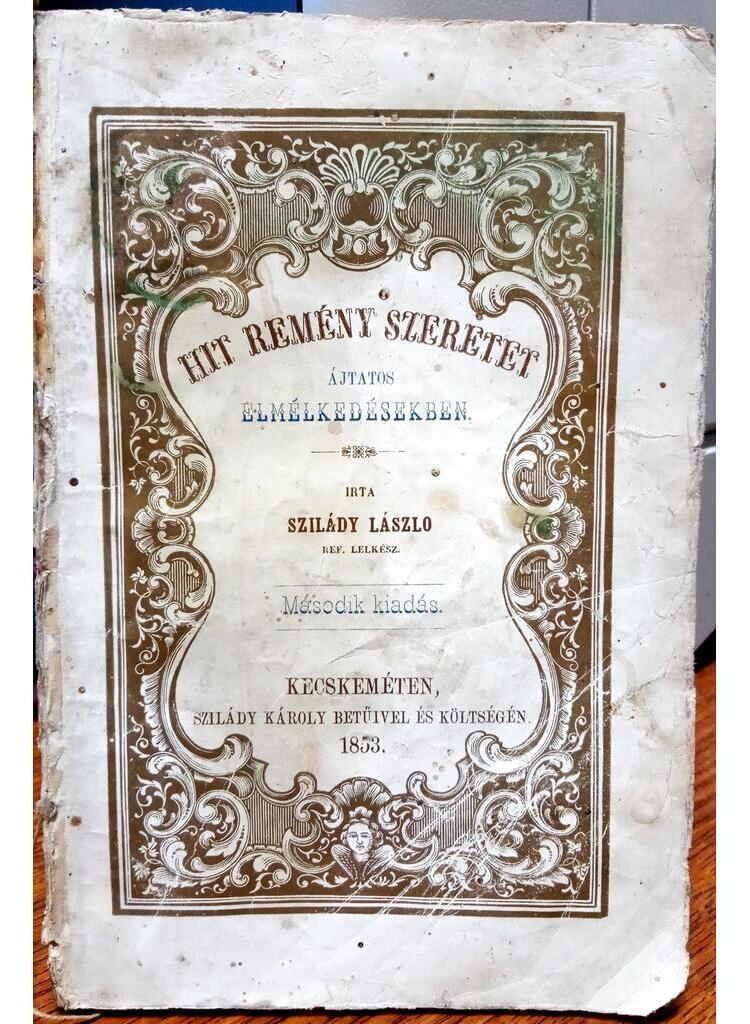 HIT REMÉNY SZERETET
ÁJTATOS
ELMÉLKEDÉSEKBEN.
IRTA
SZILÁDY LÁSZLO
REF. LELKÉSZ.
Második kiadás.
KECSKEMÉTEN,
SZILÁDY KÁROLY BETŰIVEL ÉS KÖLTSÉGÉN.
1853.